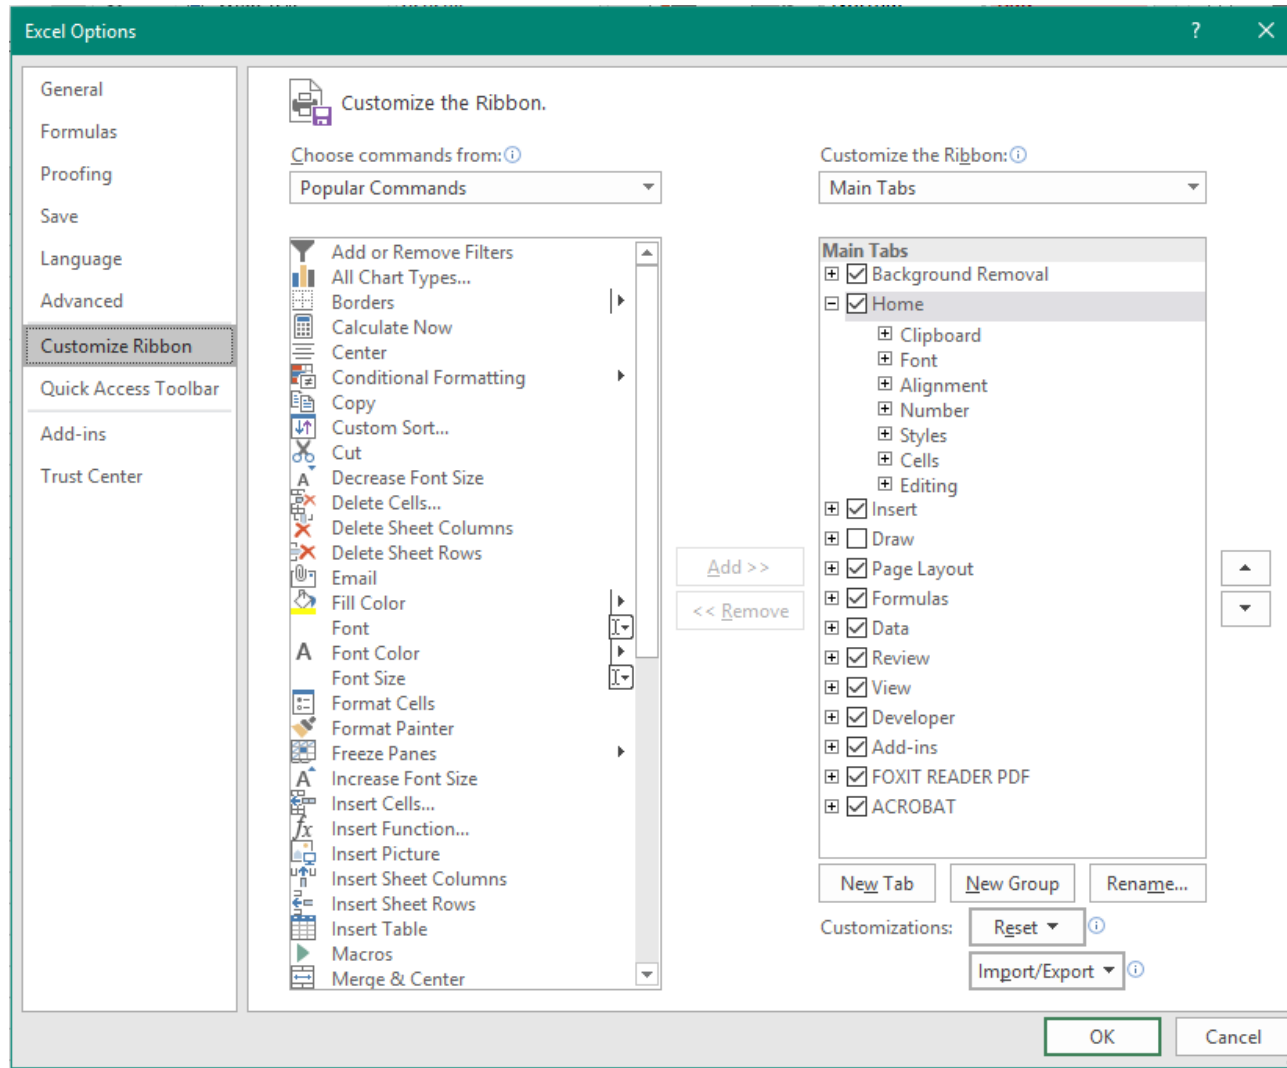 Excel Options
?
General
Formulas
Proofing
Save
Language
Advanced
Customize Ribbon
Quick Access Toolbar
Add-ins
Trust Center
Customize the Ribbon.
Choose commands from:
Popular Commands
Add or Remove Filters
All Chart Types...
Borders
Calculate Now
Center
Conditional Formatting
Copy
Custom Sort...
Cut
Decrease Font Size
Delete Cells...
Delete Sheet Columns
Delete Sheet Rows
Email
Fill Color
Font
Font Color
Font Size
Format Cells
Format Painter
Freeze Panes
Increase Font Size
Insert Cells...
Insert Function...
Insert Picture
Insert Sheet Columns
Insert Sheet Rows
Insert Table
Macros
Merge & Center
Add >>
<< Remove
Customize the Ribbon:
Main Tabs
Main Tabs
Background Removal
Home
Clipboard
Font
Alignment
Number
Styles
Cells
Editing
Insert
Draw
Page Layout
Formulas
Data
Review
View
Developer
Add-ins
FOXIT READER PDF
ACROBAT
New Tab
New Group
Rename...
Customizations:
Reset
Import/Export
OK
Cancel